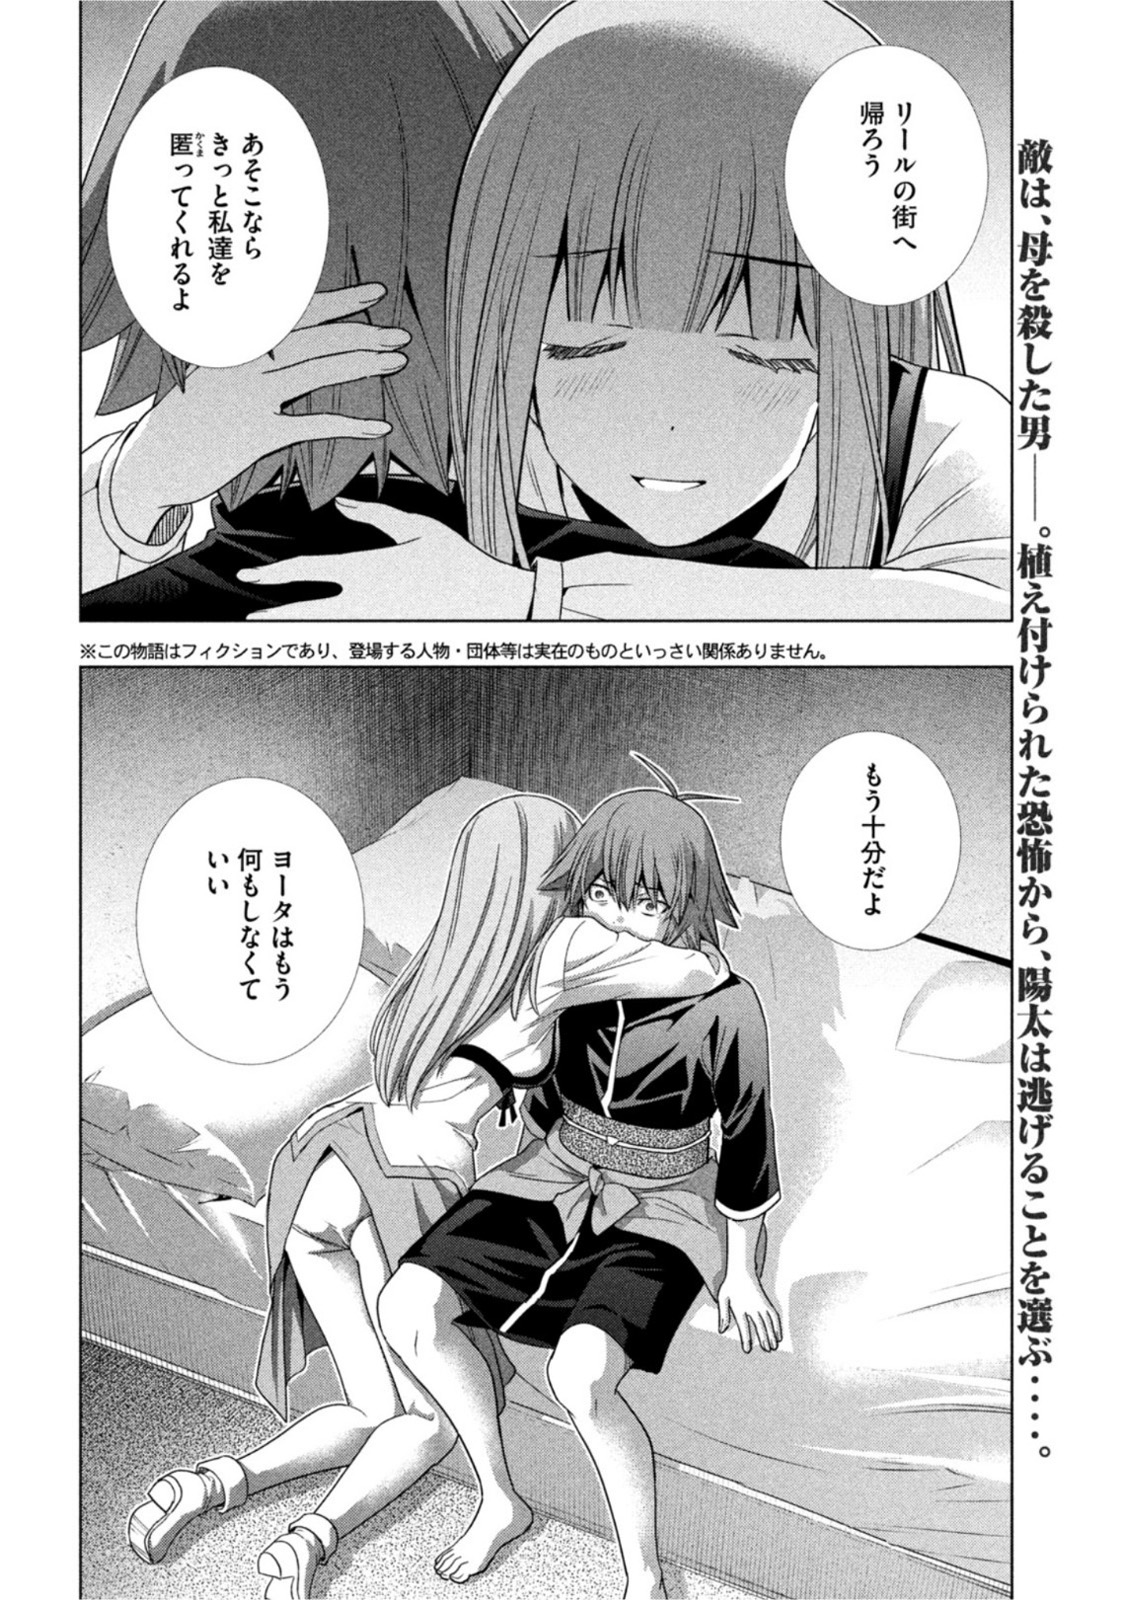 敵は、母を殺した男――。植え付けられた恐怖から、陽太は逃げることを選ぶ‥‥‥。
リールの街へ
帰ろう
あそこなら
きっと私達を
匿ってくれるよ
かくま
※この物語はフィクションであり、登場する人物・団体等は実在のものといっさい関係ありません。
もう十分だよ
ヨータはもう
何もしなくて
いい